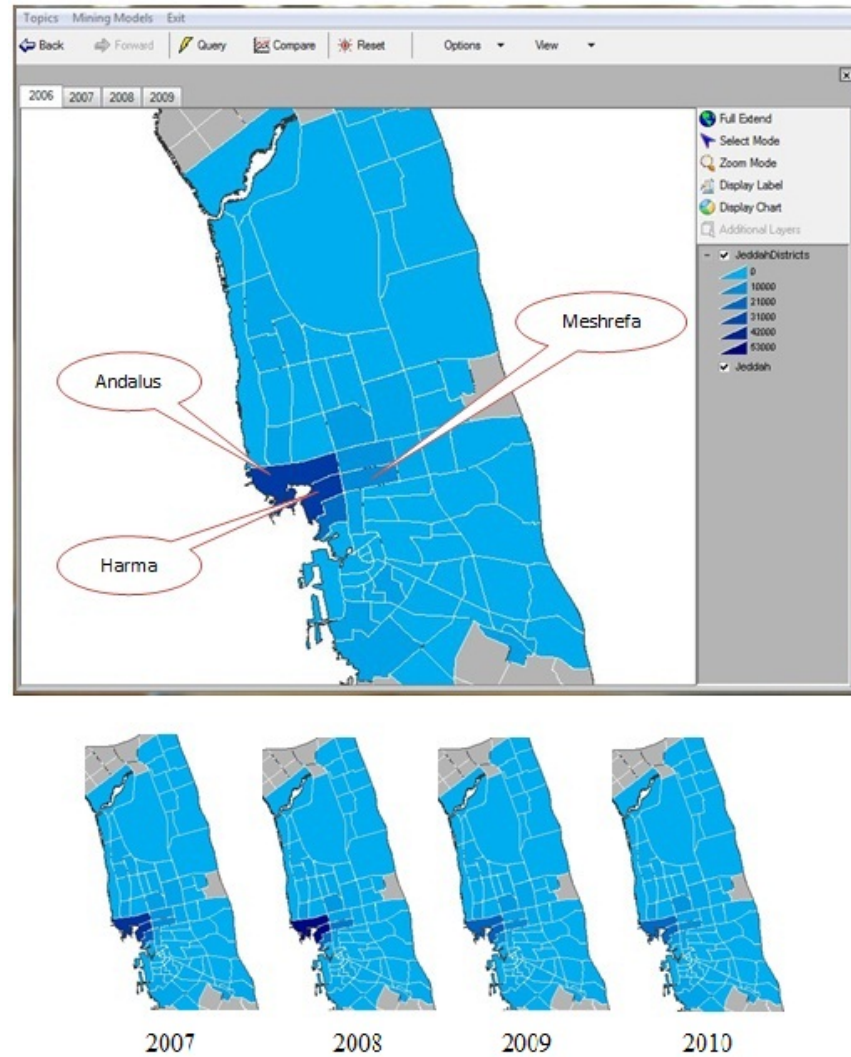 Topics Mining Models Exit
Back Forward Query Compare Reset Options View
2006 2007 2008 2009
Full Extend
Select Mode
Zoom Mode
Display Label
Display Chart
Additional Layers
JeddahDistricts
0
10000
21000
31000
42000
53000
Jeddah
Meshrefa
Andalus
Harma
2007 2008 2009 2010